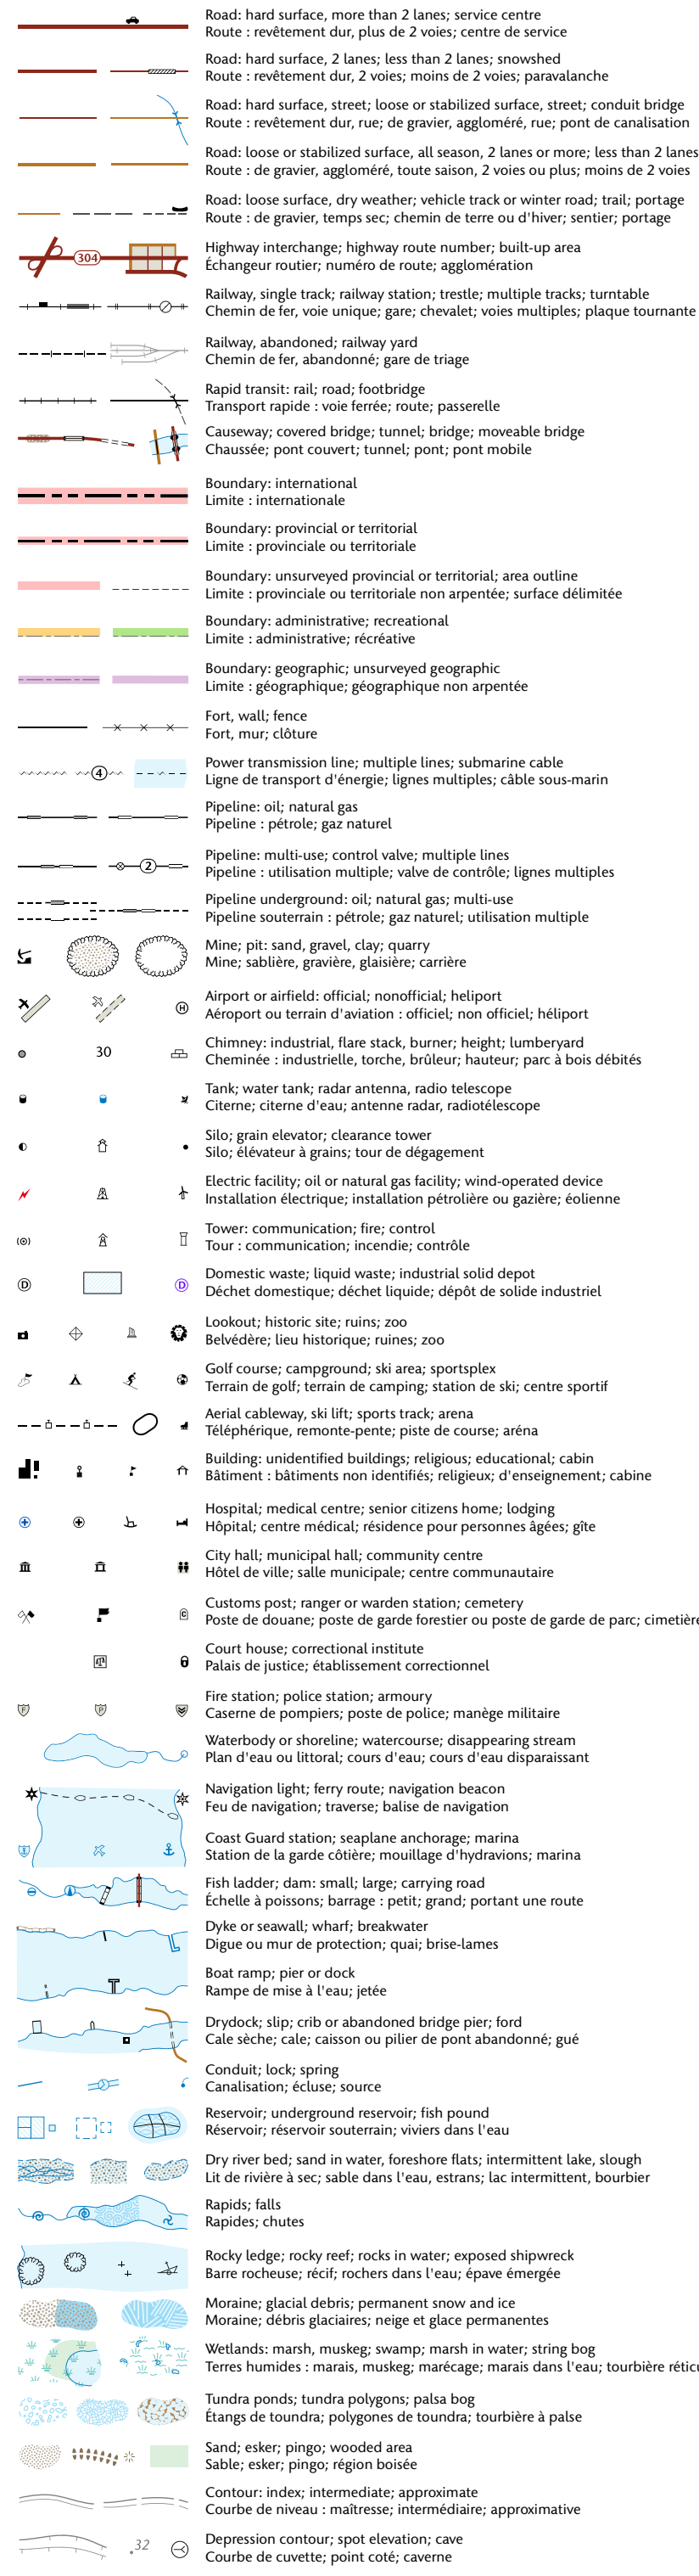 Road: hard surface, more than 2 lanes; service centre
Route : revêtement dur, plus de 2 voies; centre de service
Road: hard surface, 2 lanes; less than 2 lanes; snowshed
Route : revêtement dur, 2 voies; moins de 2 voies; paravalanche
Road: hard surface, street; loose or stabilized surface, street; conduit bridge
Route : revêtement dur, rue; de gravier, aggloméré, rue; pont de canalisation
Road: loose or stabilized surface, all season, 2 lanes or more; less than 2 lanes
Route : de gravier, aggloméré, toute saison, 2 voies ou plus; moins de 2 voies
Road: loose surface, dry weather; vehicle track or winter road; trail; portage
Route : de gravier, temps sec; chemin de terre ou d'hiver; sentier; portage
304
Highway interchange; highway route number; built-up area
Échangeur routier; numéro de route; agglomération
Railway, single track; railway station; trestle; multiple tracks; turntable
Chemin de fer, voie unique; gare; chevalet; voies multiples; plaque tournante
Railway, abandoned; railway yard
Chemin de fer, abandonné; gare de triage
Rapid transit: rail; road; footbridge
Transport rapide : voie ferrée; route; passerelle
Causeway; covered bridge; tunnel; bridge; moveable bridge
Chaussée; pont couvert; tunnel; pont; pont mobile
Boundary: international
Limite : internationale
Boundary: provincial or territorial
Limite : provinciale ou territoriale
Boundary: unsurveyed provincial or territorial; area outline
Limite : provinciale ou territoriale non arpentée; surface délimitée
Boundary: administrative; recreational
Limite : administrative; récréative
Boundary: geographic; unsurveyed geographic
Limite : géographique; géographique non arpentée
Fort, wall; fence
Fort, mur; clôture
4
Power transmission line; multiple lines; submarine cable
Ligne de transport d'énergie; lignes multiples; câble sous-marin
Pipeline: oil; natural gas
Pipeline : pétrole; gaz naturel
2
Pipeline: multi-use; control valve; multiple lines
Pipeline : utilisation multiple; valve de contrôle; lignes multiples
Pipeline underground: oil; natural gas; multi-use
Pipeline souterrain : pétrole; gaz naturel; utilisation multiple
Mine; pit: sand, gravel, clay; quarry
Mine; sablière, gravière, glaisière; carrière
H
Airport or airfield: official; nonofficial; heliport
Aéroport ou terrain d'aviation : officiel; non officiel; héliport
30
Chimney: industrial, flare stack, burner; height; lumberyard
Cheminée : industrielle, torche, brûleur; hauteur; parc à bois débités
Tank; water tank; radar antenna, radio telescope
Citerne; citerne d'eau; antenne radar, radiotélescope
Silo; grain elevator; clearance tower
Silo; élévateur à grains; tour de dégagement
Electric facility; oil or natural gas facility; wind-operated device
Installation électrique; installation pétrolière ou gazière; éolienne
Tower: communication; fire; control
Tour : communication; incendie; contrôle
D D
Domestic waste; liquid waste; industrial solid depot
Déchet domestique; déchet liquide; dépôt de solide industriel
Lookout; historic site; ruins; zoo
Belvédère; lieu historique; ruines; zoo
Golf course; campground; ski area; sportsplex
Terrain de golf; terrain de camping; station de ski; centre sportif
Aerial cableway, ski lift; sports track; arena
Téléphérique, remonte-pente; piste de course; aréna
Building: unidentified buildings; religious; educational; cabin
Bâtiment : bâtiments non identifiés; religieux; d'enseignement; cabine
Hospital; medical centre; senior citizens home; lodging
Hôpital; centre médical; résidence pour personnes âgées; gîte
City hall; municipal hall; community centre
Hôtel de ville; salle municipale; centre communautaire
C
Customs post; ranger or warden station; cemetery
Poste de douane; poste de garde forestier ou poste de garde de parc; cimetière
Court house; correctional institute
Palais de justice; établissement correctionnel
F P
Fire station; police station; armoury
Caserne de pompiers; poste de police; manège militaire
Waterbody or shoreline; watercourse; disappearing stream
Plan d'eau ou littoral; cours d'eau; cours d'eau disparaissant
Navigation light; ferry route; navigation beacon
Feu de navigation; traverse; balise de navigation
Coast Guard station; seaplane anchorage; marina
Station de la garde côtière; mouillage d'hydravions; marina
Fish ladder; dam: small; large; carrying road
Échelle à poissons; barrage : petit; grand; portant une route
Dyke or seawall; wharf; breakwater
Digue ou mur de protection; quai; brise-lames
Boat ramp; pier or dock
Rampe de mise à l'eau; jetée
Drydock; slip; crib or abandoned bridge pier; ford
Cale sèche; cale; caisson ou pilier de pont abandonné; gué
Conduit; lock; spring
Canalisation; écluse; source
Reservoir; underground reservoir; fish pound
Réservoir; réservoir souterrain; viviers dans l'eau
Dry river bed; sand in water, foreshore flats; intermittent lake, slough
Lit de rivière à sec; sable dans l'eau, estrans; lac intermittent, bourbier
Rapids; falls
Rapides; chutes
Rocky ledge; rocky reef; rocks in water; exposed shipwreck
Barre rocheuse; récif; rochers dans l'eau; épave émergée
Moraine; glacial debris; permanent snow and ice
Moraine; débris glaciaires; neige et glace permanentes
Wetlands: marsh, muskeg; swamp; marsh in water; string bog
Terres humides : marais, muskeg; marécage; marais dans l'eau; tourbière réticu
Tundra ponds; tundra polygons; palsa bog
Étangs de toundra; polygones de toundra; tourbière à palse
Sand; esker; pingo; wooded area
Sable; esker; pingo; région boisée
Contour: index; intermediate; approximate
Courbe de niveau : maîtresse; intermédiaire; approximative
.32
Depression contour; spot elevation; cave
Courbe de cuvette; point coté; caverne